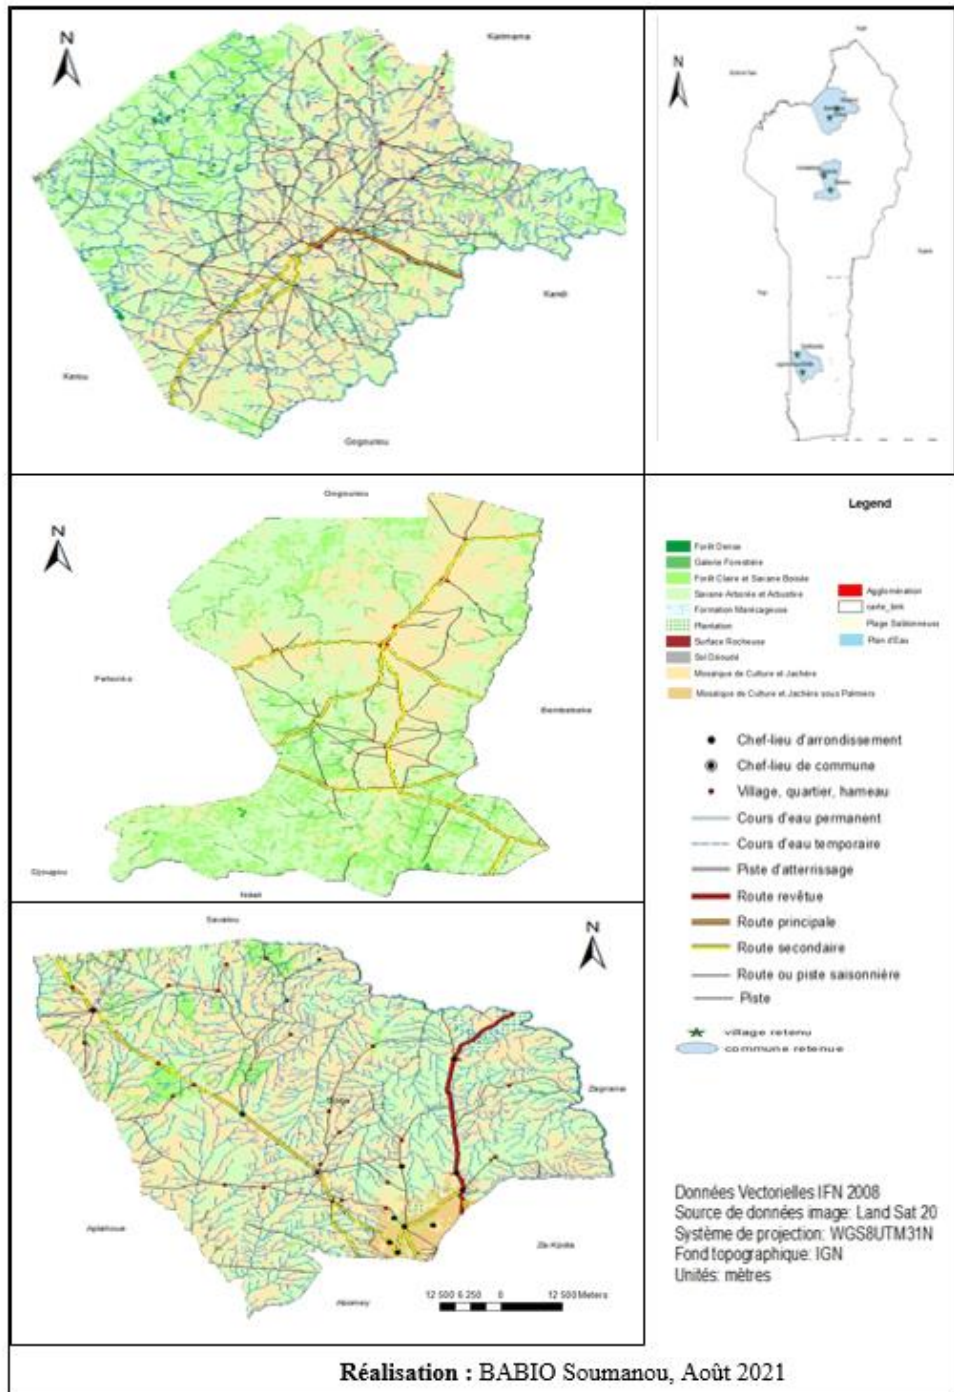 N
Karimama
Kandi
Kerou
Gogounou
N
Gogounou
N
Pehonko
Bembereke
Djougou
Ndali
Savalou
N
Zagnanado
Aplahoue
Za-Kpota
Abomey
12 500 6 250 0 12 500 Meters
Legend
Forêt Dense
Galerie Forestière
Forêt Claire et Savane Boisée
Savane Arborée et Arbustive
Formation Marécageuse
Plantation
Surface Rocheuse
Sol Dénudé
Mosaïque de Culture et Jachère
Mosaïque de Culture et Jachère sous Palmiers
Agglomération
Plage Sablonneuse
Plan d'Eau
Chef-lieu d'arrondissement
Chef-lieu de commune
Village, quartier, hameau
Cours d'eau permanent
Cours d'eau temporaire
Piste d'atterrissage
Route revêtue
Route principale
Route secondaire
Route ou piste saisonnière
Piste
village retenu
commune retenue
Données Vectorielles IFN 2008
Source de données image: Land Sat 20
Système de projection: WGS8UTM31N
Fond topographique: IGN
Unités: mètres
Réalisation : BABIO Soumanou, Août 2021